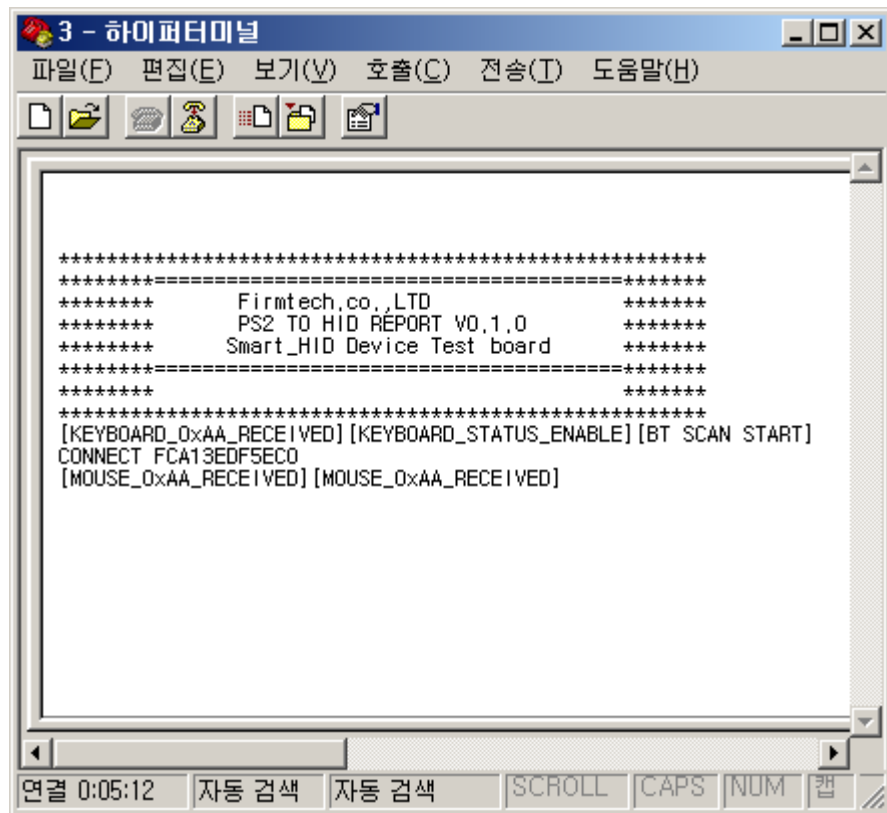 3 - 하이퍼터미널
파일(F) 편집(E) 보기(V) 호출(C) 전송(T) 도움말(H)
******************************************************
********=======================================*******
******** Firmtech,co,,LTD *******
******** PS2 TO HID REPORT V0,1,0 *******
******** Smart_HID Device Test board *******
********=======================================*******
******** *******
******************************************************
[KEYBOARD_0xAA_RECEIVED][KEYBOARD_STATUS_ENABLE][BT SCAN START]
CONNECT FCA13EDF5EC0
[MOUSE_0xAA_RECEIVED][MOUSE_0xAA_RECEIVED]
연결 0:05:12 자동 검색 자동 검색 SCROLL CAPS NUM 캡